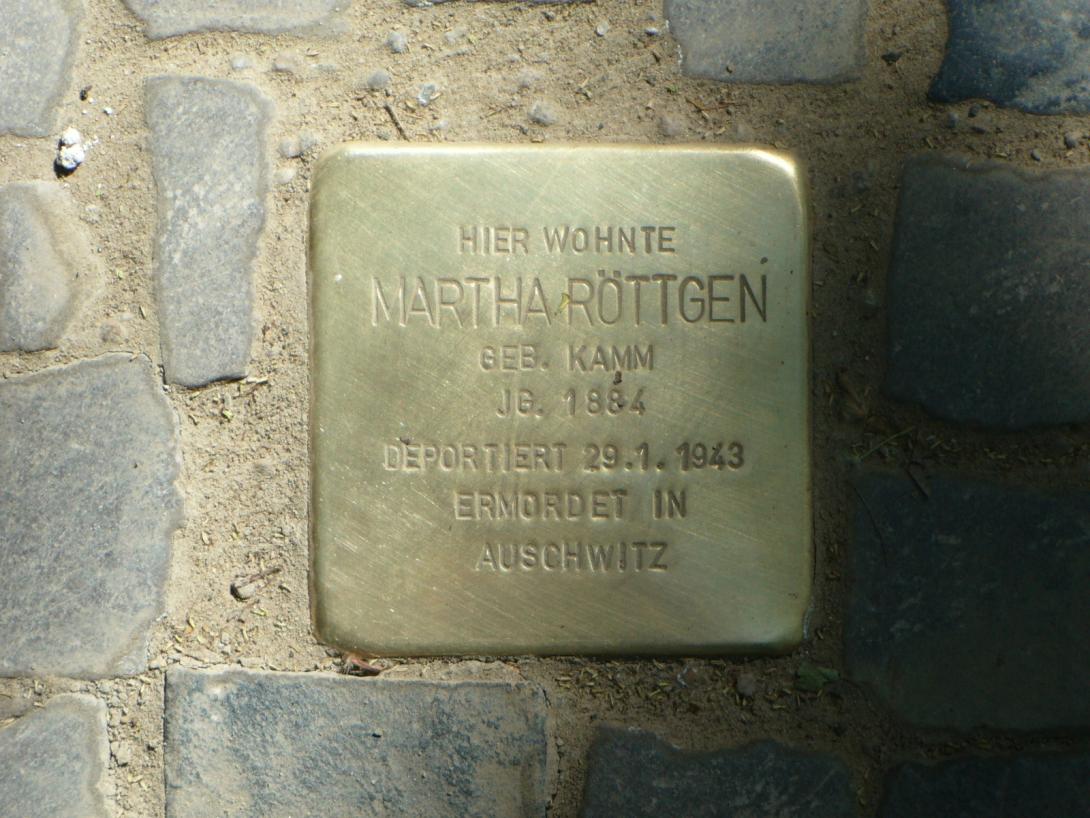 HIER WOHNTE
MARTHA RÖTTGEN
GEB. KAMM
JG. 1884
DEPORTIERT 29.1.1943
ERMORDET IN
AUSCHWITZ